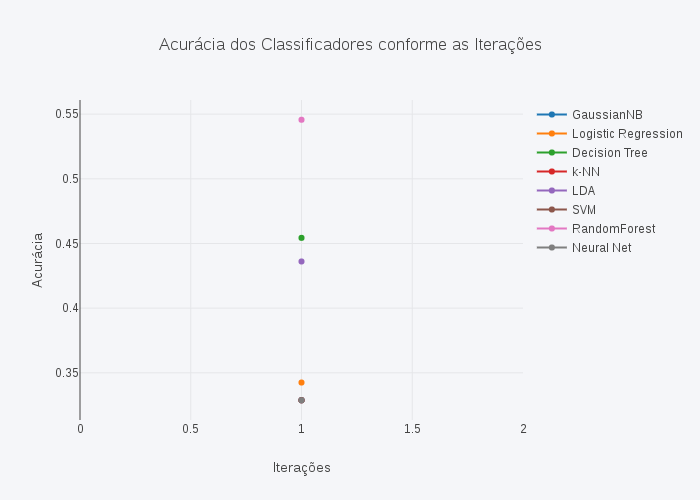 Acurácia dos Classificadores conforme as Iterações
GaussianNB
Logistic Regression
Decision Tree
k-NN
LDA
SVM
RandomForest
Neural Net
Acurácia
0.55
0.5
0.45
0.4
0.35
0
0.5
1
1.5
2
Iterações